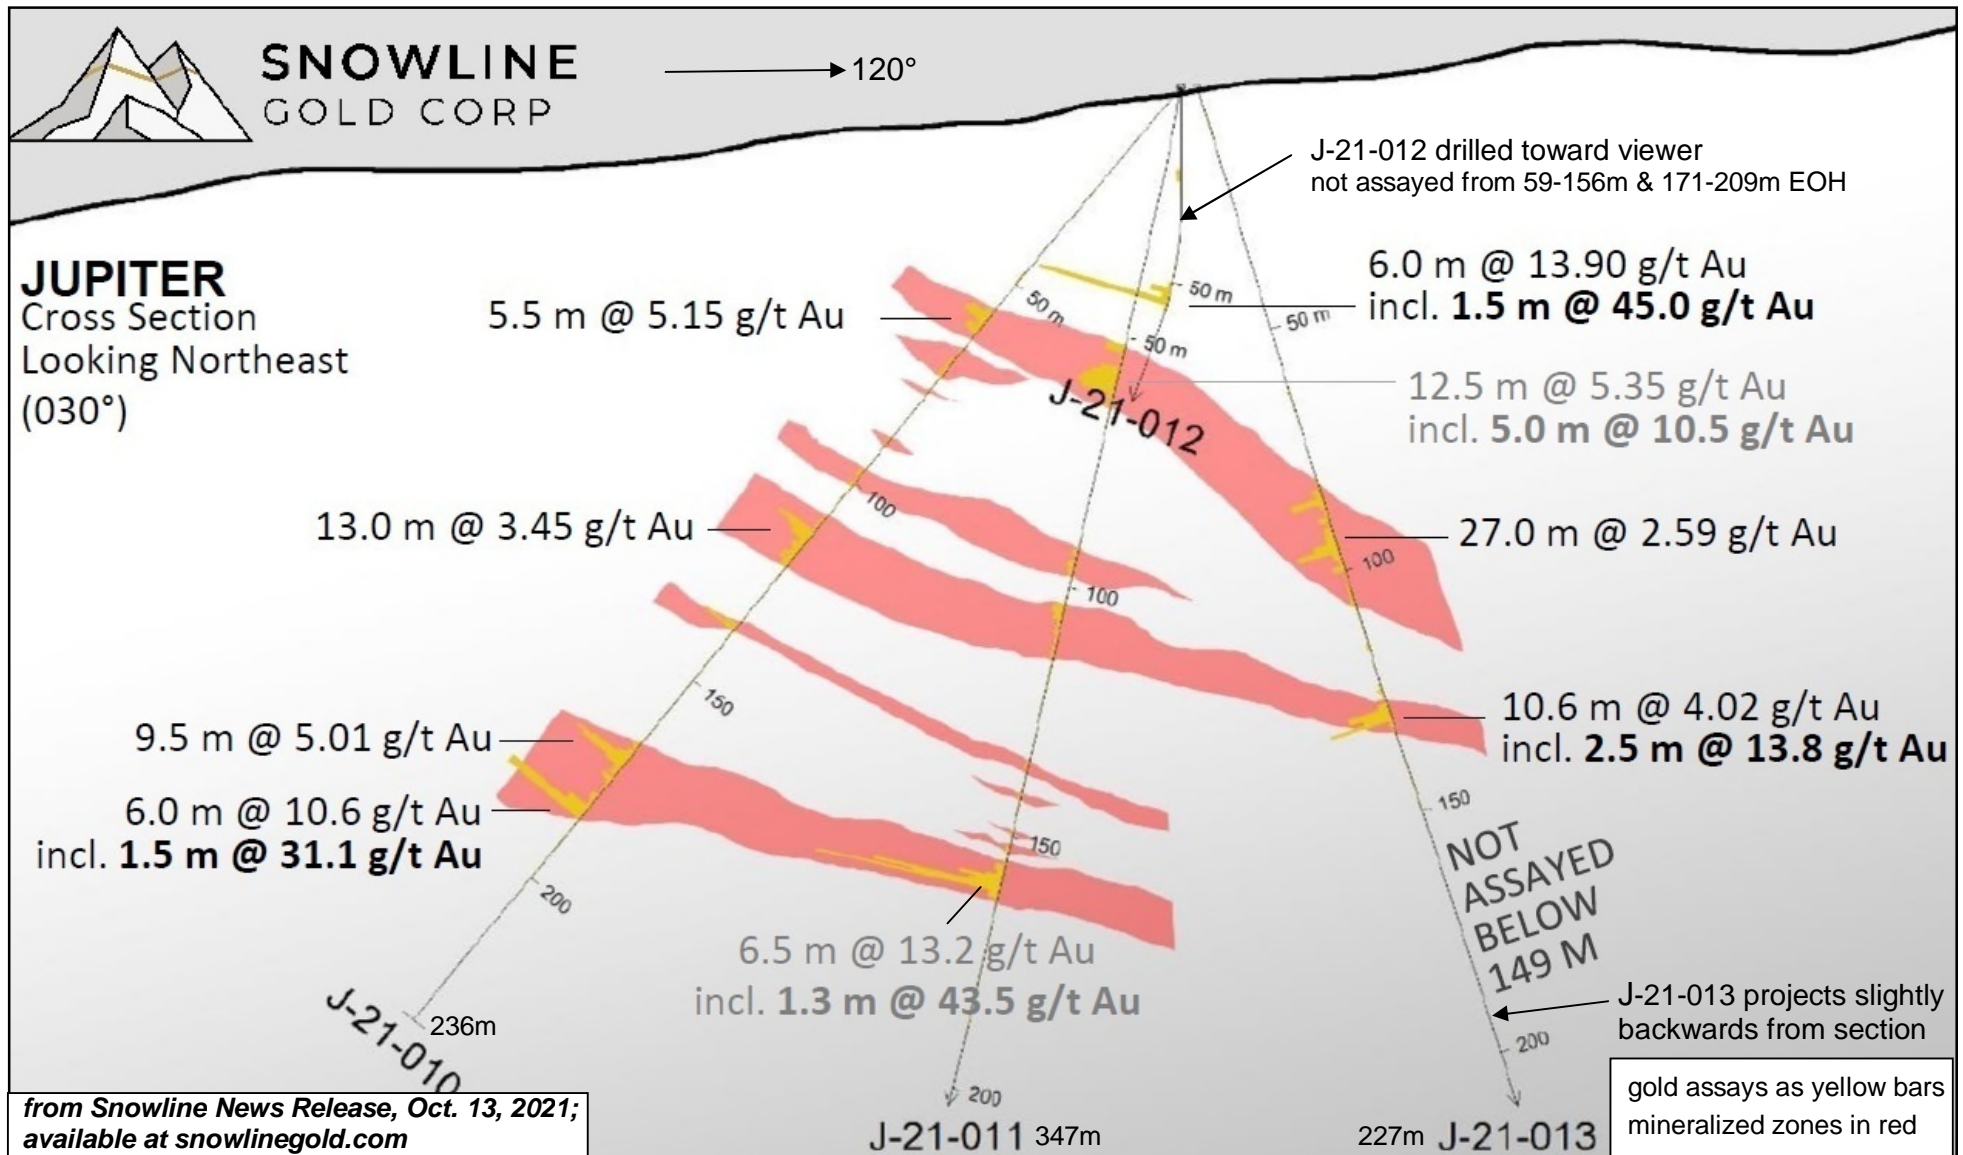 SNOWLINE
GOLD CORP
120°
J-21-012 drilled toward viewer
not assayed from 59-156m & 171-209m EOH
JUPITER
Cross Section
Looking Northeast
(030°)
5.5 m @ 5.15 g/t Au
50 m
50 m
50 m
50 m
6.0 m @ 13.90 g/t Au
incl. 1.5 m @ 45.0 g/t Au
J-21-012
12.5 m @ 5.35 g/t Au
incl. 5.0 m @ 10.5 g/t Au
13.0 m @ 3.45 g/t Au
100
100
100
27.0 m @ 2.59 g/t Au
9.5 m @ 5.01 g/t Au
150
10.6 m @ 4.02 g/t Au
incl. 2.5 m @ 13.8 g/t Au
6.0 m @ 10.6 g/t Au
incl. 1.5 m @ 31.1 g/t Au
150
150
NOT
ASSAYED
BELOW
149 M
200
6.5 m @ 13.2 g/t Au
incl. 1.3 m @ 43.5 g/t Au
J-21-013 projects slightly
backwards from section
J-21-010
236m
200
200
from Snowline News Release, Oct. 13, 2021;
available at snowlinegold.com
J-21-011 347m
227m J-21-013
gold assays as yellow bars
mineralized zones in red